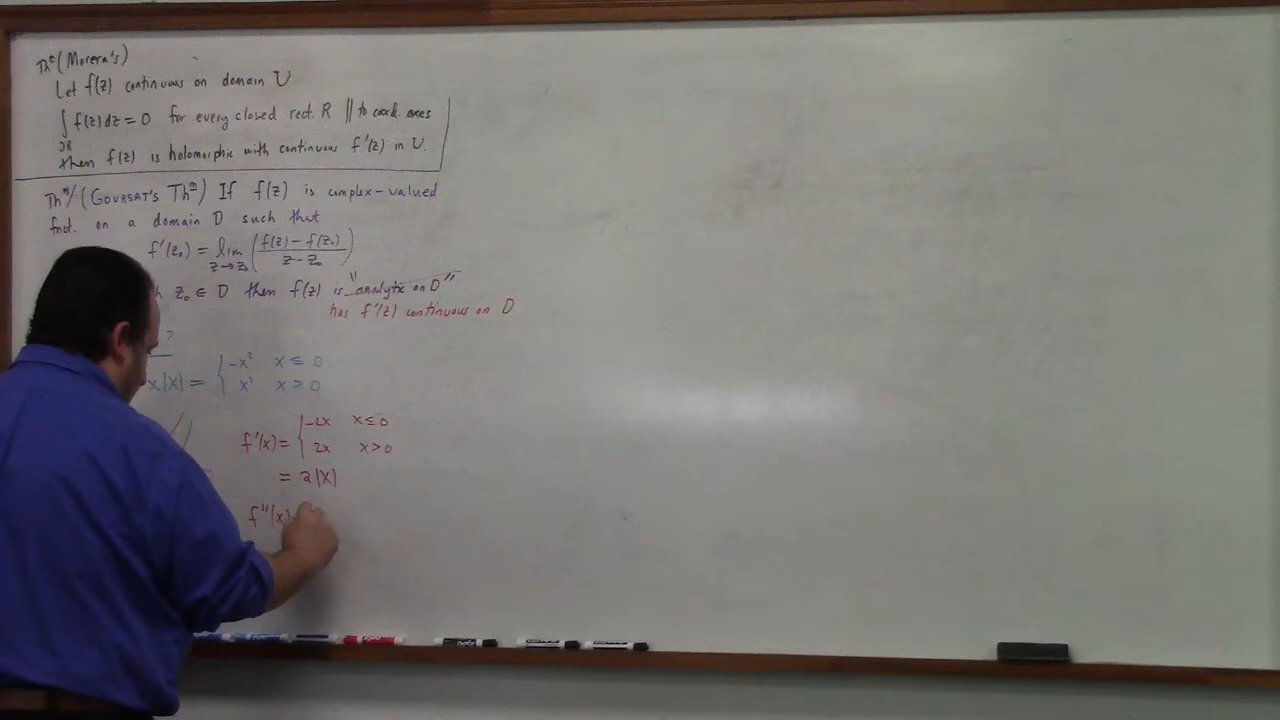 Thᵐ (Morera's)
Let f(z) continuous on domain U
∫ f(z) dz = 0 for every closed rect. R ∥ to coord. axes
∂R
then f(z) is holomorphic with continuous f'(z) in U.
Thᵐ/ (GOURSAT'S Thᵐ) If f(z) is complex-valued
fnct. on a domain D such that
f'(z₀) = lim z→z₀ ( f(z) − f(z₀) / z − z₀ )
z₀ ∈ D then f(z) is "analytic on D"
has f'(z) continuous on D
?
x|x| = { −x² x ≤ 0
x² x > 0
f'(x) = { −2x x ≤ 0
2x x > 0
= 2|x|
f''(x)